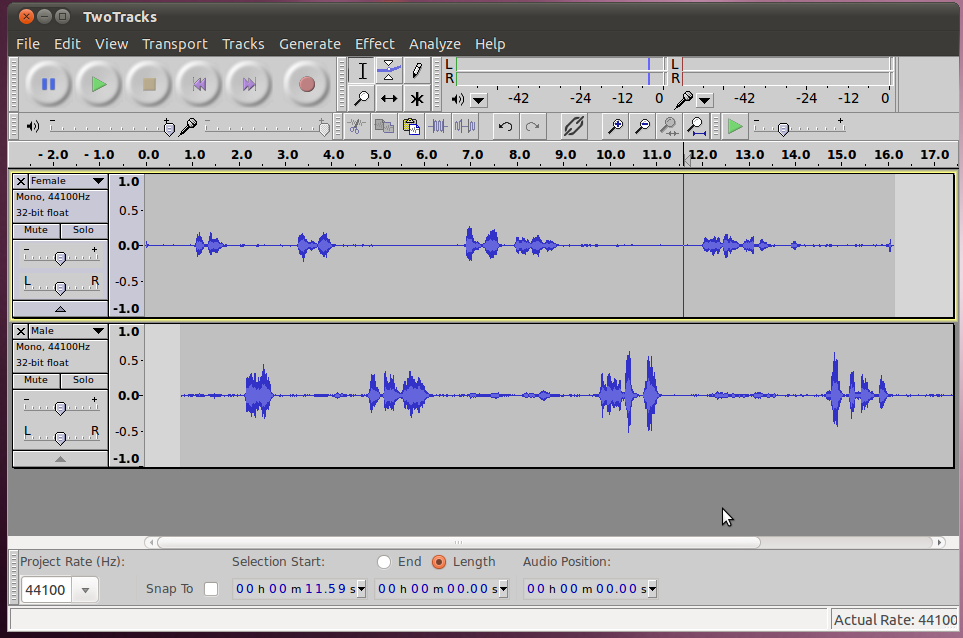 TwoTracks
File Edit View Transport Tracks Generate Effect Analyze Help
L
R
-42 -24 -12 0
L
R
-42 -24 -12 0
- + - +
- +
- 2.0 - 1.0 0.0 1.0 2.0 3.0 4.0 5.0 6.0 7.0 8.0 9.0 10.0 11.0 12.0 13.0 14.0 15.0 16.0 17.0
Female
Mono, 44100Hz
32-bit float
Mute Solo
- +
L R
1.0
0.5
0.0
-0.5
-1.0
Male
Mono, 44100Hz
32-bit float
Mute Solo
- +
L R
1.0
0.5
0.0
-0.5
-1.0
Project Rate (Hz): Selection Start: End Length Audio Position:
44100 Snap To 00 h 00 m 11.59 s 00 h 00 m 00.00 s 00 h 00 m 00.00 s
Actual Rate: 44100